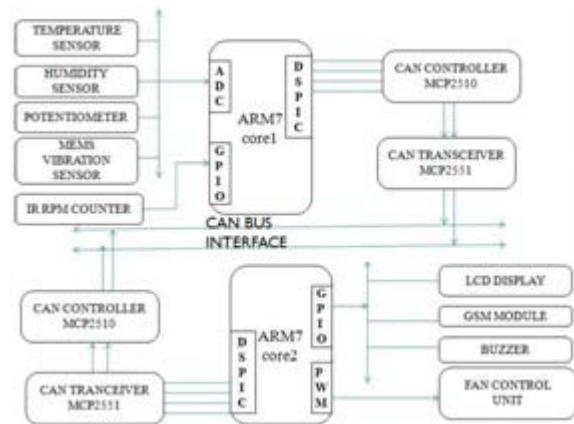 TEMPERATURE
SENSOR
HUMIDITY
SENSOR
POTENTIOMETER
MEMS
VIBRATION
SENSOR
IR RPM COUNTER
ADC
GPIO
ARM7
core1
DSPIC
CAN CONTROLLER
MCP2510
CAN TRANSCEIVER
MCP2551
CAN BUS
INTERFACE
CAN CONTROLLER
MCP2510
CAN TRANCEIVER
MCP2551
DSPIC
ARM7
core2
GPIO
PWM
LCD DISPLAY
GSM MODULE
BUZZER
FAN CONTROL
UNIT